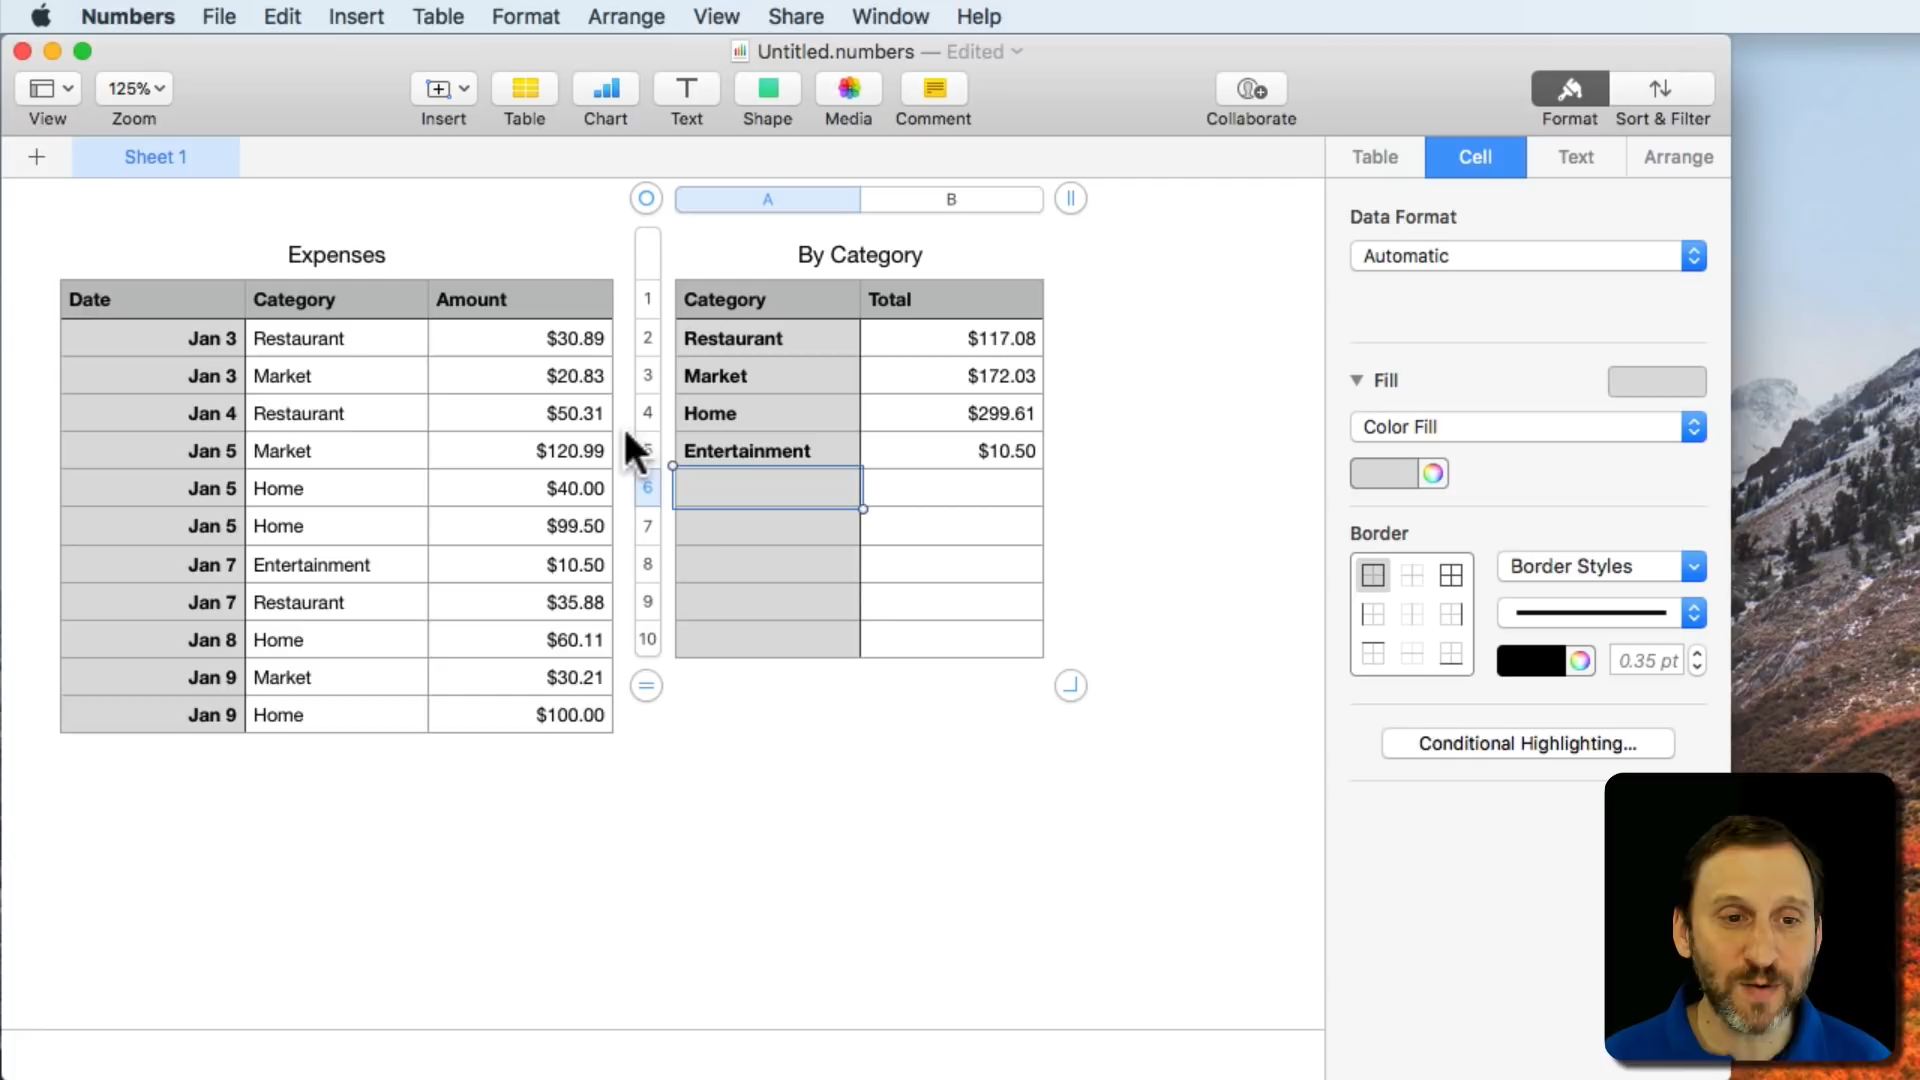 Numbers File Edit Insert Table Format Arrange View Share Window Help
Untitled.numbers — Edited
125%
View Zoom Insert Table Chart Text Shape Media Comment Collaborate Format Sort & Filter
Sheet 1
Table Cell Text Arrange
A B
Expenses
Date Category Amount
Jan 3 Restaurant $30.89
Jan 3 Market $20.83
Jan 4 Restaurant $50.31
Jan 5 Market $120.99
Jan 5 Home $40.00
Jan 5 Home $99.50
Jan 7 Entertainment $10.50
Jan 7 Restaurant $35.88
Jan 8 Home $60.11
Jan 9 Market $30.21
Jan 9 Home $100.00
By Category
1 Category Total
2 Restaurant $117.08
3 Market $172.03
4 Home $299.61
5 Entertainment $10.50
6
7
8
9
10
Data Format
Automatic
Fill
Color Fill
Border
Border Styles
0.35 pt
Conditional Highlighting...